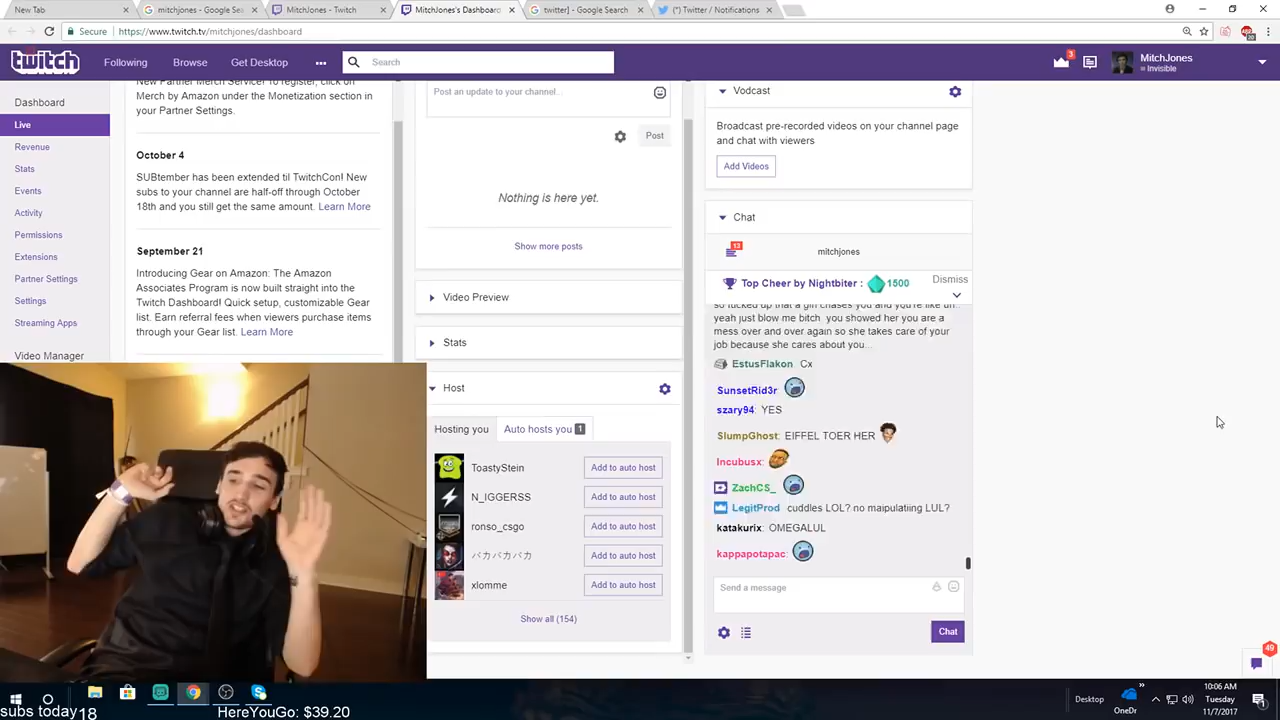 New Tab
mitchjones - Google Sea
MitchJones - Twitch
MitchJones's Dashboard
twitter] - Google Search
(*) Twitter / Notifications
Secure
https://www.twitch.tv/mitchjones/dashboard
twitch
Following
Browse
Get Desktop
Search
3
MitchJones
Invisible
Dashboard
Live
Revenue
Stats
Events
Activity
Permissions
Extensions
Partner Settings
Settings
Streaming Apps
Video Manager
New Partner Merch Servicer To register, click on
Merch by Amazon under the Monetization section in
your Partner Settings.
October 4
SUBtember has been extended til TwitchCon! New
subs to your channel are half-off through October
18th and you still get the same amount. Learn More
September 21
Introducing Gear on Amazon: The Amazon
Associates Program is now built straight into the
Twitch Dashboard! Quick setup, customizable Gear
list. Earn referral fees when viewers purchase items
through your Gear list. Learn More
Post an update to your channel...
Post
Nothing is here yet.
Show more posts
Video Preview
Stats
Host
Hosting you
Auto hosts you 1
ToastyStein
Add to auto host
N_IGGERSS
Add to auto host
ronso_csgo
Add to auto host
バカバカバカ
Add to auto host
xlomme
Add to auto host
Show all (154)
Vodcast
Broadcast pre-recorded videos on your channel page
and chat with viewers
Add Videos
Chat
13
mitchjones
Top Cheer by Nightbiter : 1500
Dismiss
so fucked up that a girl chases you and you're like uh..
yeah just blow me bitch you showed her you are a
mess over and over again so she takes care of your
job because she cares about you...
EstusFlakon Cx
SunsetRid3r
szary94: YES
SlumpGhost: EIFFEL TOER HER
Incubusx:
ZachCS_
LegitProd cuddles LOL? no maipulatiing LUL?
katakurix: OMEGALUL
kappapotapac:
Send a message
Chat
49
Desktop
OneDr
10:06 AM
Tuesday
11/7/2017
subs today18
HereYouGo: $39.20